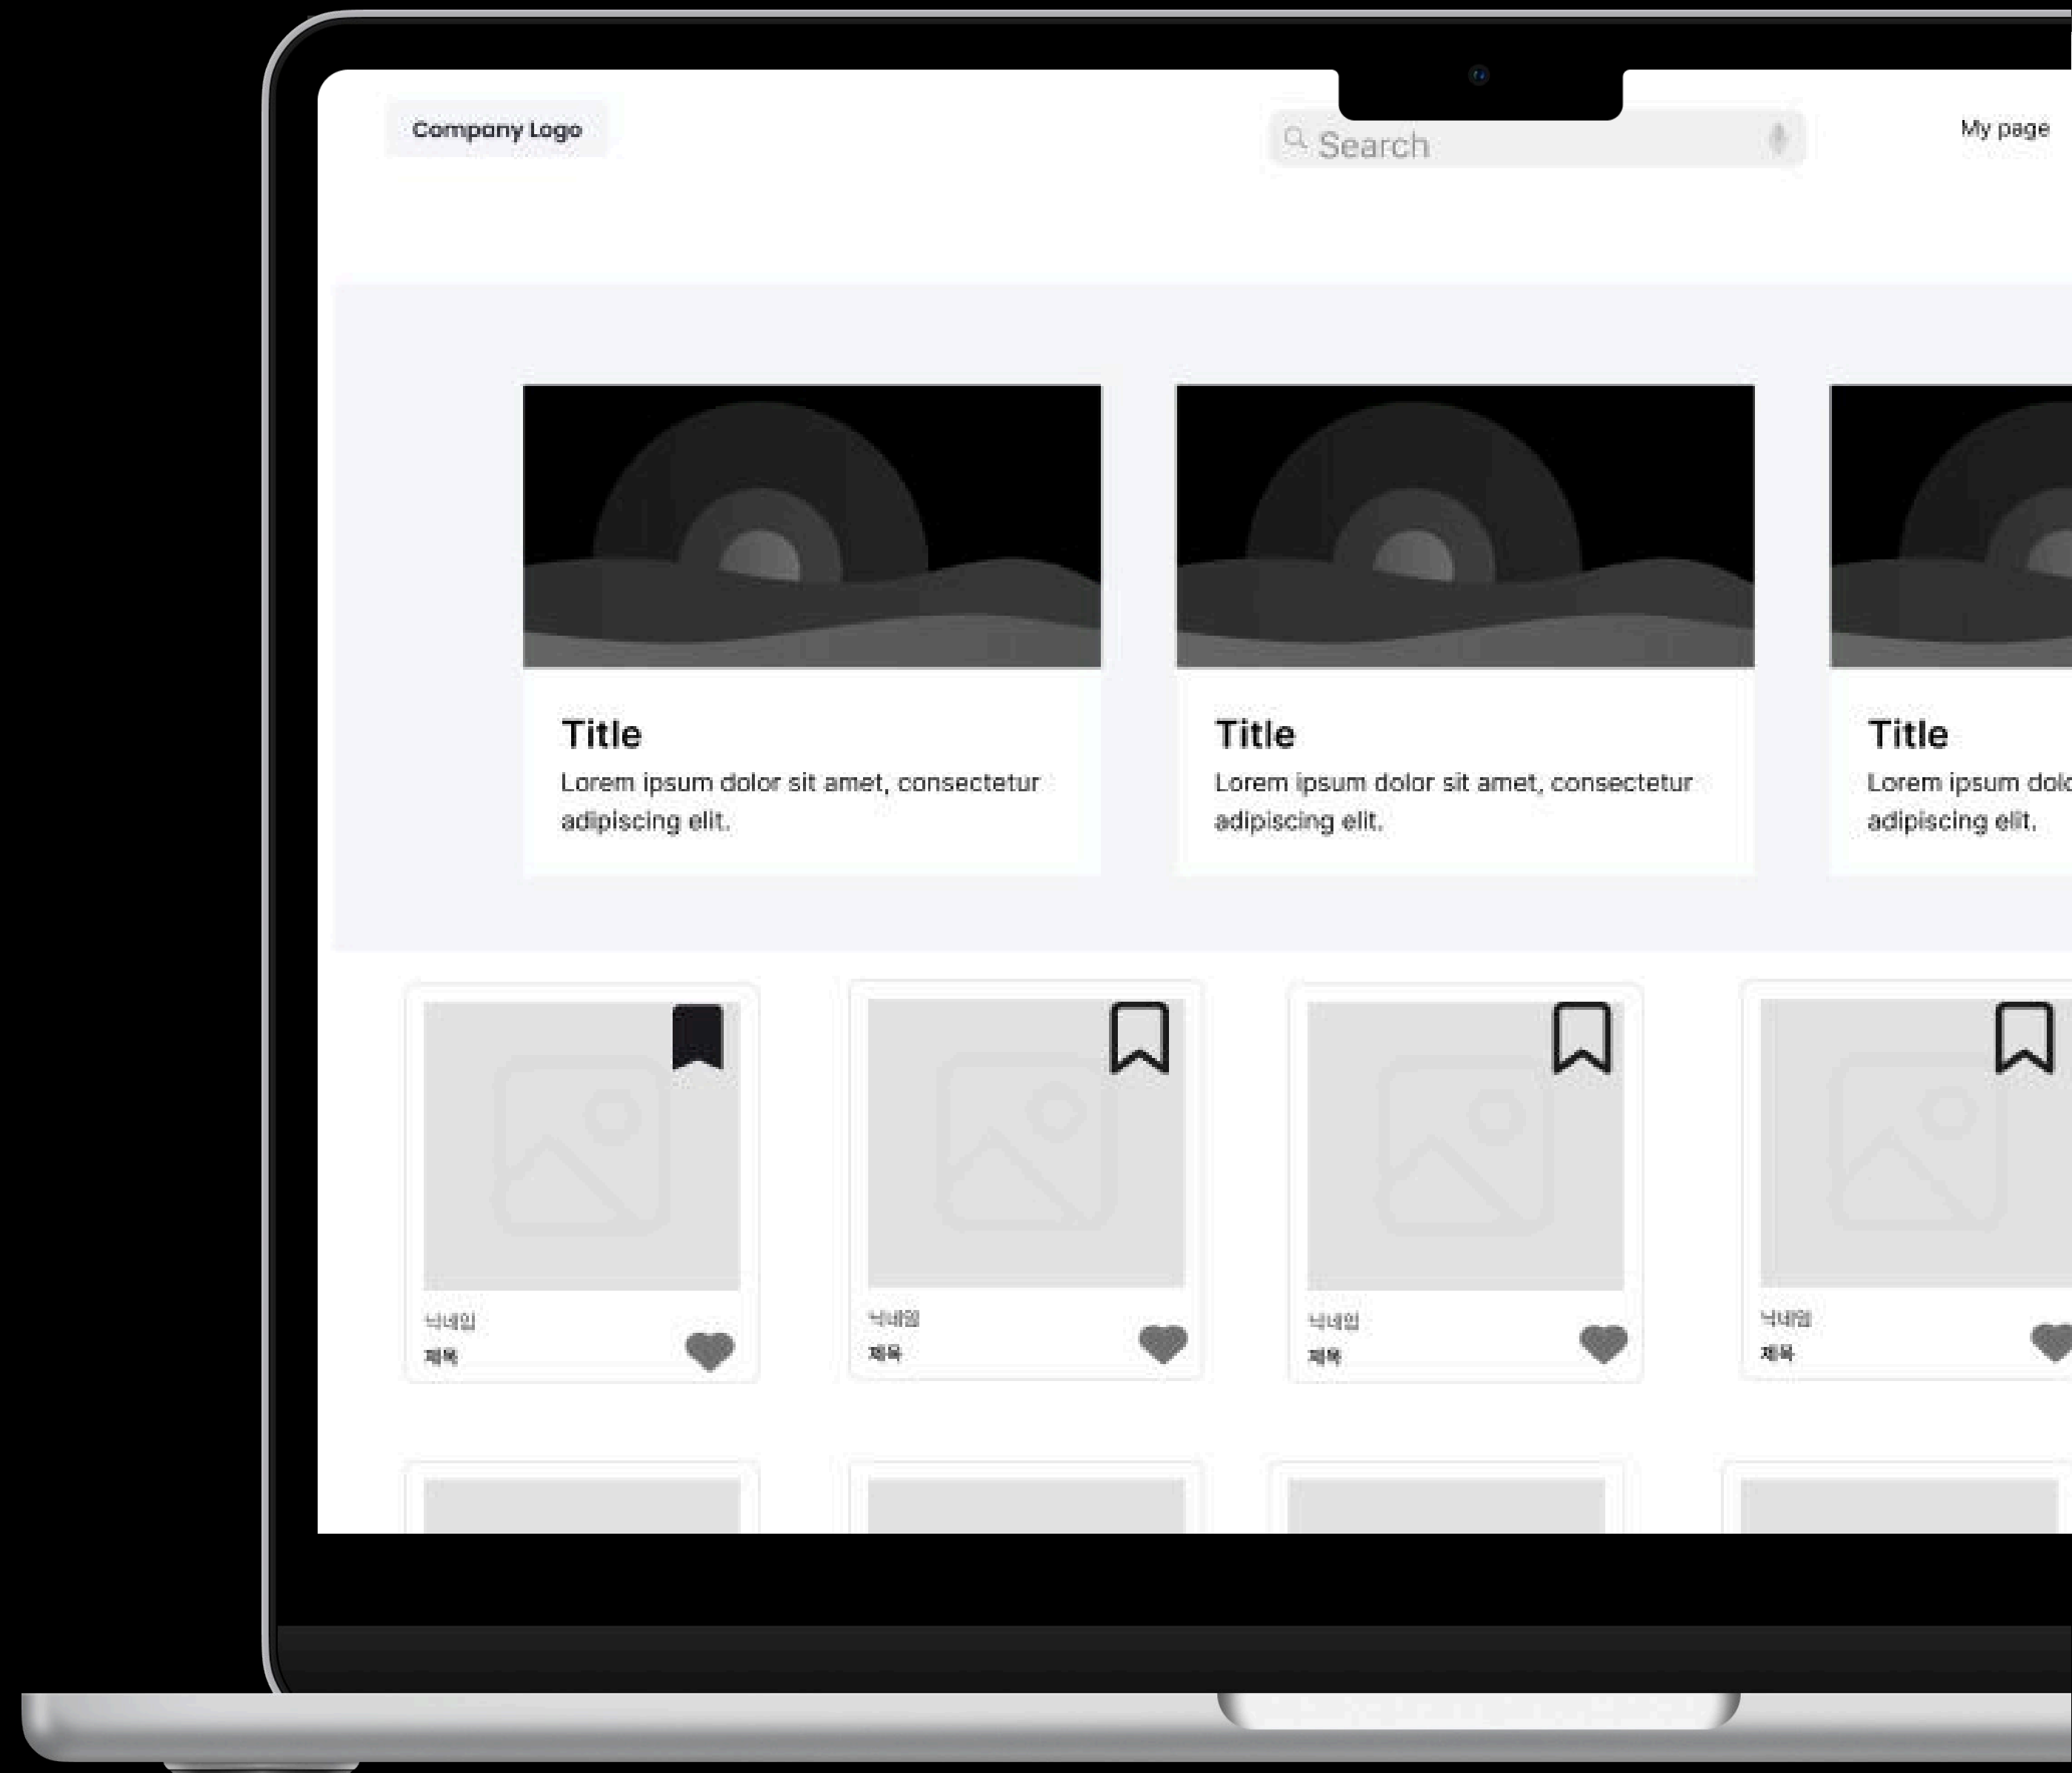 Company Logo
Search
My page
Title
Lorem ipsum dolor sit amet, consectetur
adipiscing elit.
Title
Lorem ipsum dolor sit amet, consectetur
adipiscing elit.
Title
Lorem ipsum dolo
adipiscing elit.
닉네임
제목
닉네임
제목
닉네임
제목
닉네임
제목